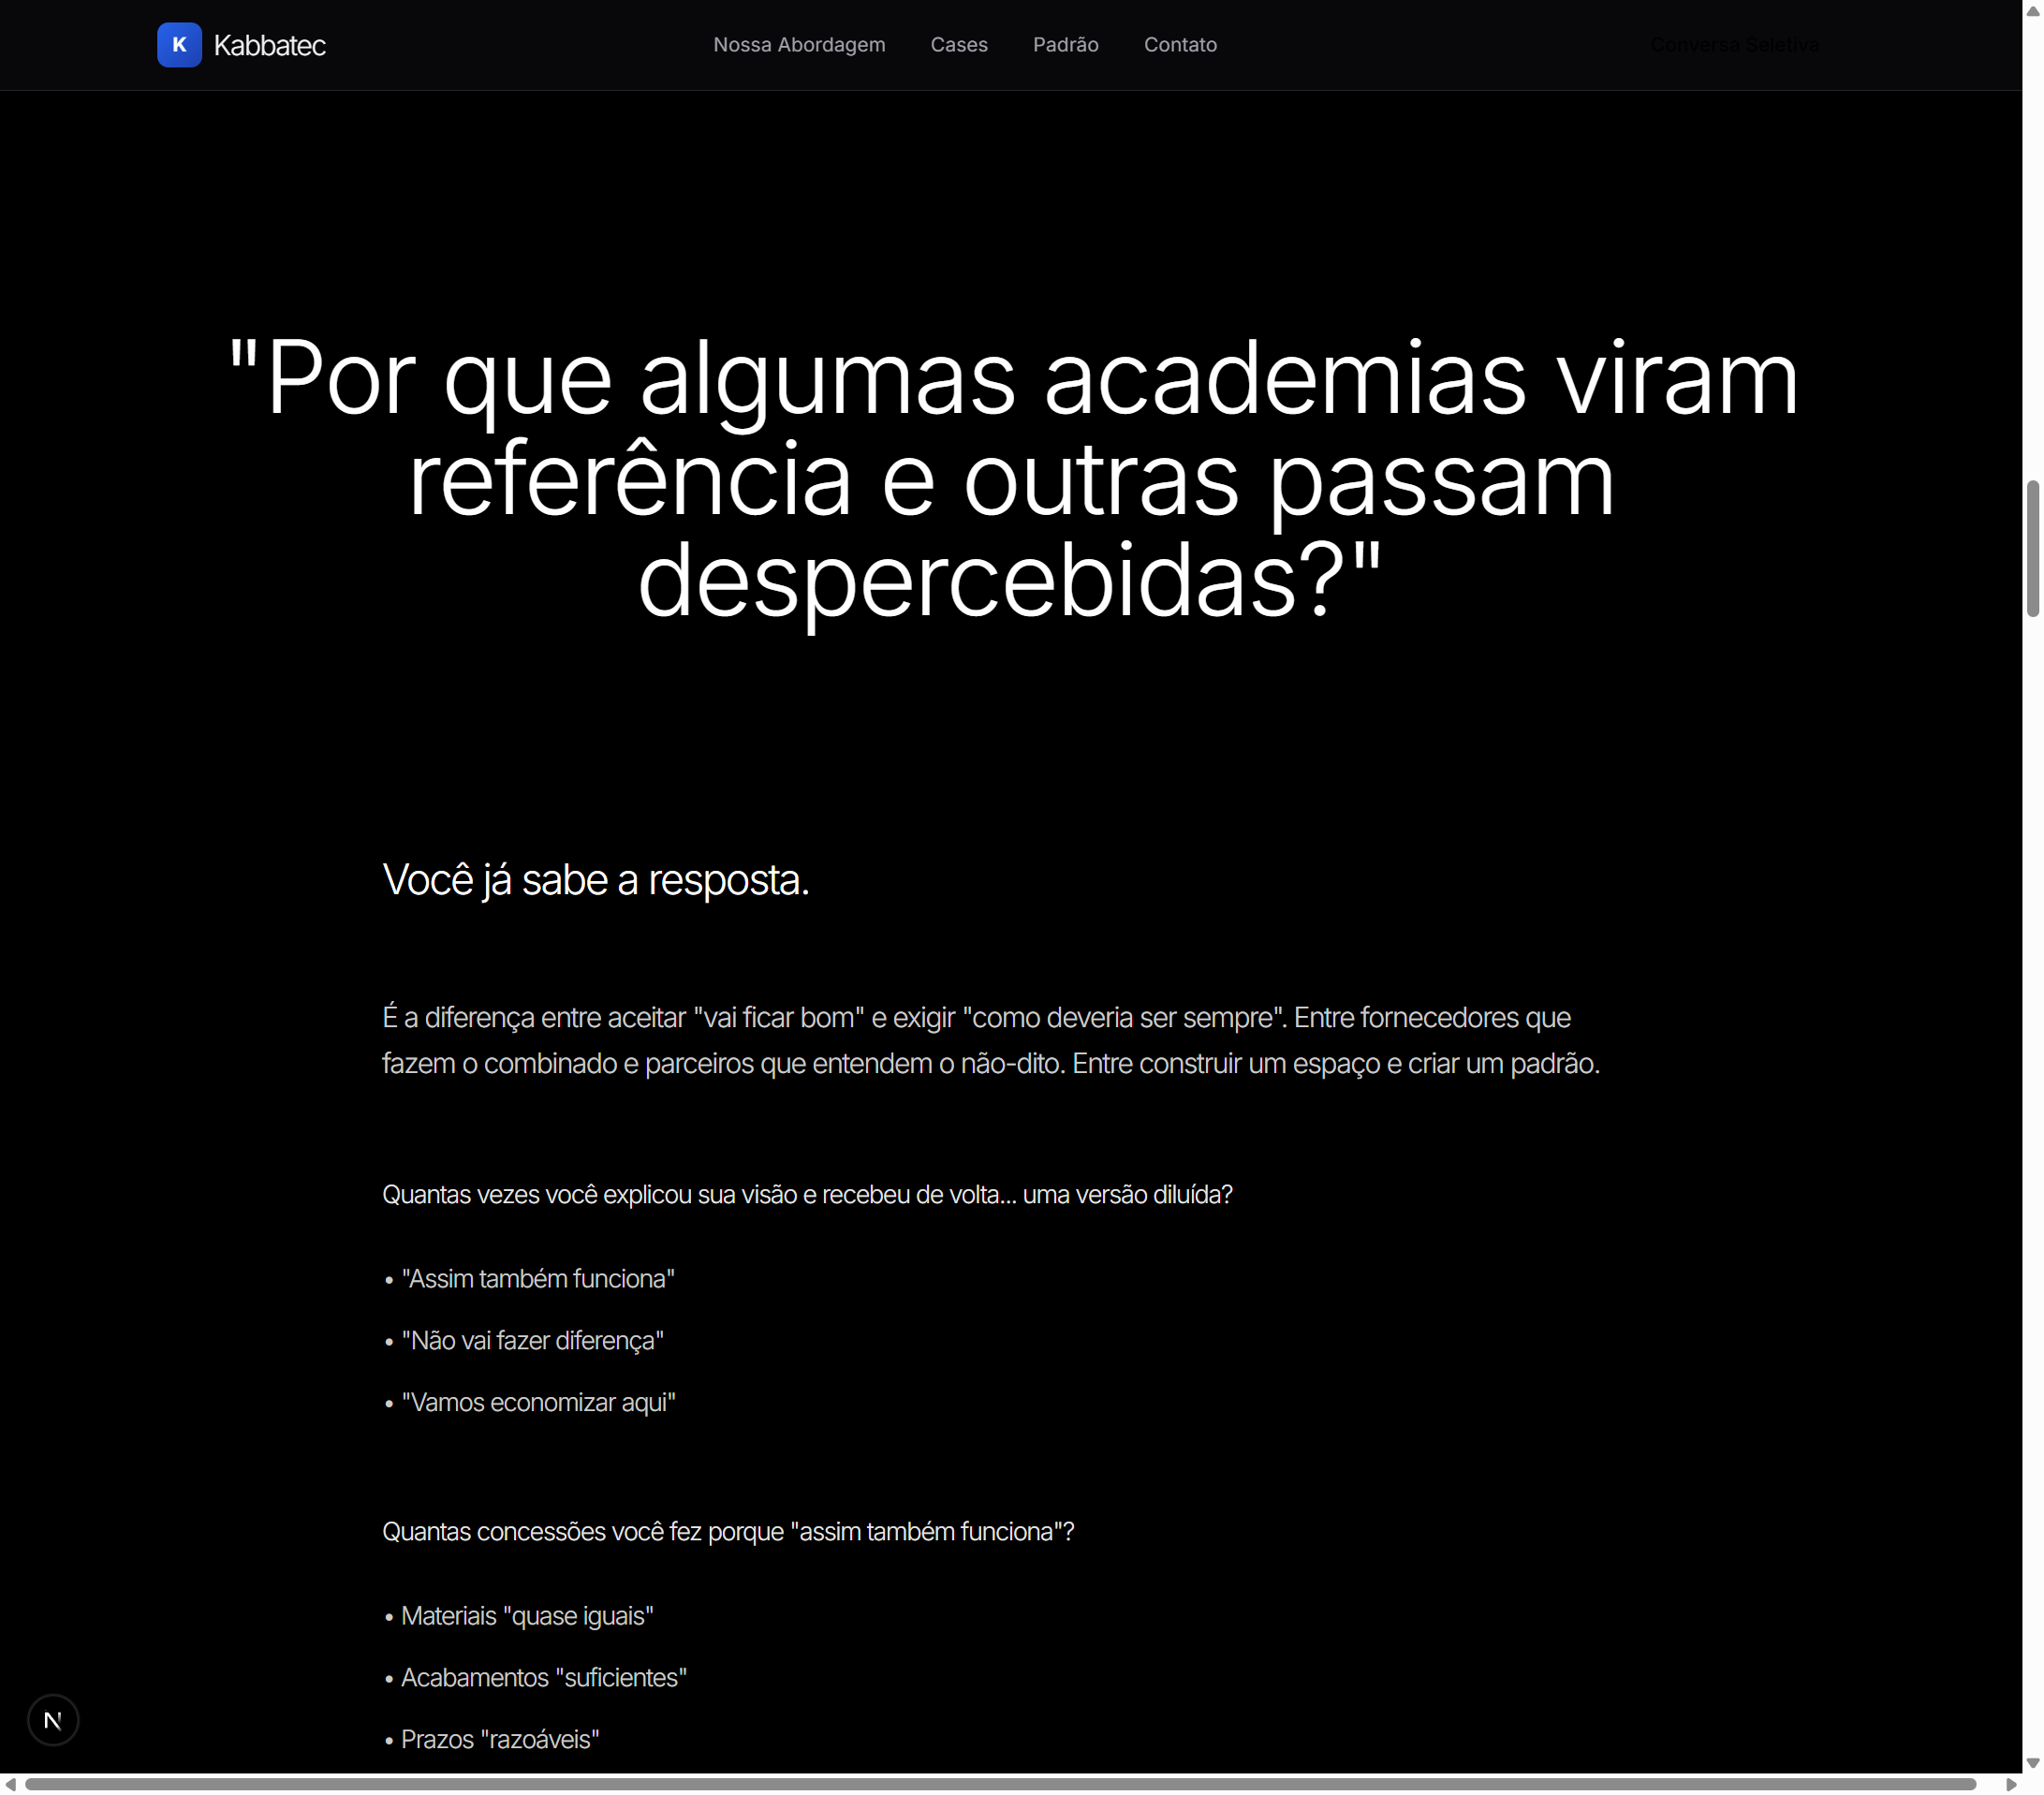 K Kabbatec
Nossa Abordagem Cases Padrão Contato
Conversa Seletiva
"Por que algumas academias viram
referência e outras passam
despercebidas?"
Você já sabe a resposta.
É a diferença entre aceitar "vai ficar bom" e exigir "como deveria ser sempre". Entre fornecedores que
fazem o combinado e parceiros que entendem o não-dito. Entre construir um espaço e criar um padrão.
Quantas vezes você explicou sua visão e recebeu de volta... uma versão diluída?
• "Assim também funciona"
• "Não vai fazer diferença"
• "Vamos economizar aqui"
Quantas concessões você fez porque "assim também funciona"?
• Materiais "quase iguais"
• Acabamentos "suficientes"
• Prazos "razoáveis"
N